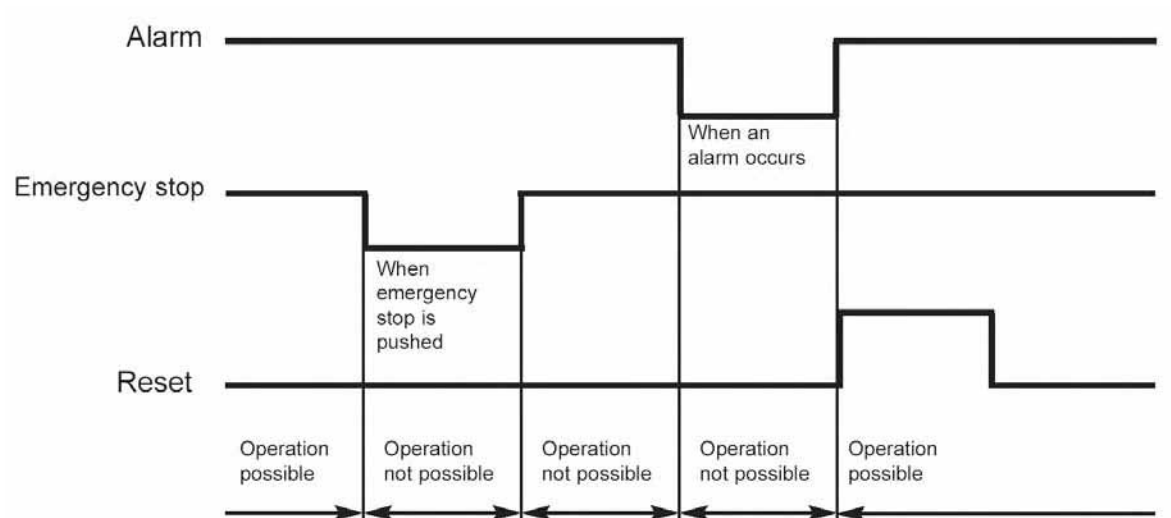 Alarm
When an
alarm occurs
Emergency stop
When
emergency
stop is
pushed
Reset
Operation
possible
Operation
not possible
Operation
not possible
Operation
not possible
Operation
possible